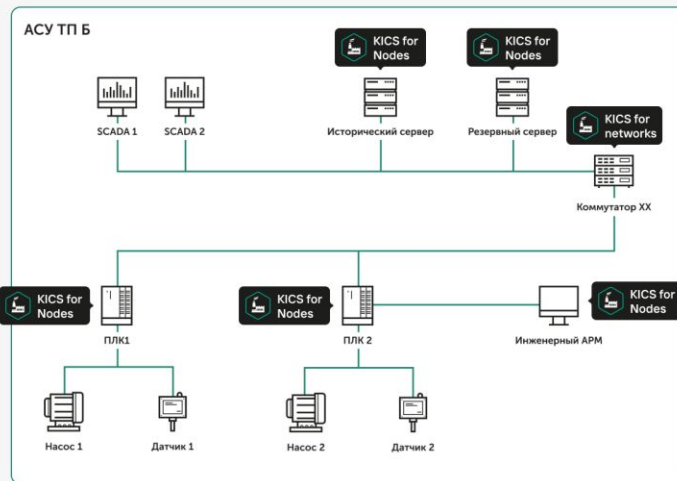 АСУ ТП Б
KICS for
Nodes
KICS for
Nodes
SCADA 1
SCADA 2
Исторический сервер
Резервный сервер
KICS for
networks
Коммутатор XX
KICS for
Nodes
ПЛК1
KICS for
Nodes
ПЛК 2
Инженерный АРМ
KICS for
Nodes
Насос 1
Датчик 1
Насос 2
Датчик 2